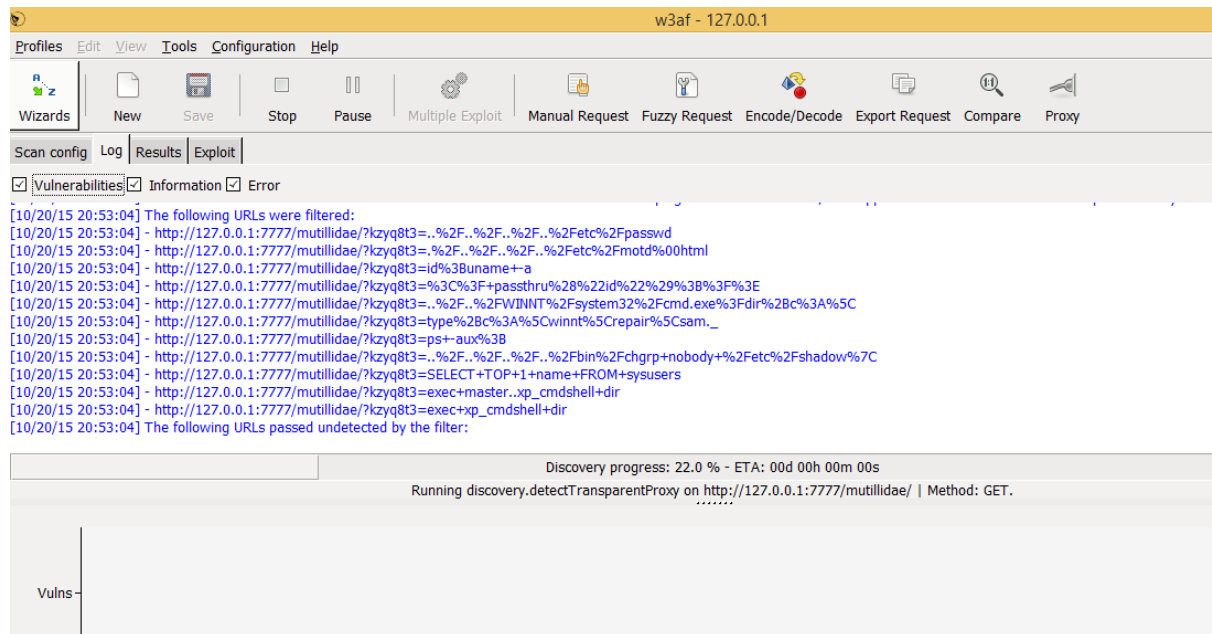 w3af - 127.0.0.1
Profiles Edit View Tools Configuration Help
Wizards New Save Stop Pause Multiple Exploit Manual Request Fuzzy Request Encode/Decode Export Request Compare Proxy
Scan config Log Results Exploit
Vulnerabilities Information Error
[10/20/15 20:53:04] The following URLs were filtered:
[10/20/15 20:53:04] - http://127.0.0.1:7777/mutillidae/?kzyq8t3=..%2F..%2F..%2F..%2Fetc%2Fpasswd
[10/20/15 20:53:04] - http://127.0.0.1:7777/mutillidae/?kzyq8t3=.%2F..%2F..%2F..%2Fetc%2Fmotd%00html
[10/20/15 20:53:04] - http://127.0.0.1:7777/mutillidae/?kzyq8t3=id%3Buname+-a
[10/20/15 20:53:04] - http://127.0.0.1:7777/mutillidae/?kzyq8t3=%3C%3F+passthru%28%22id%22%29%3B%3F%3E
[10/20/15 20:53:04] - http://127.0.0.1:7777/mutillidae/?kzyq8t3=..%2F..%2FWINNT%2Fsystem32%2Fcmd.exe%3Fdir%2Bc%3A%5C
[10/20/15 20:53:04] - http://127.0.0.1:7777/mutillidae/?kzyq8t3=type%2Bc%3A%5Cwinnt%5Crepair%5Csam._
[10/20/15 20:53:04] - http://127.0.0.1:7777/mutillidae/?kzyq8t3=ps+-aux%3B
[10/20/15 20:53:04] - http://127.0.0.1:7777/mutillidae/?kzyq8t3=..%2F..%2F..%2F..%2Fbin%2Fchgrp+nobody+%2Fetc%2Fshadow%7C
[10/20/15 20:53:04] - http://127.0.0.1:7777/mutillidae/?kzyq8t3=SELECT+TOP+1+name+FROM+sysusers
[10/20/15 20:53:04] - http://127.0.0.1:7777/mutillidae/?kzyq8t3=exec+master..xp_cmdshell+dir
[10/20/15 20:53:04] - http://127.0.0.1:7777/mutillidae/?kzyq8t3=exec+xp_cmdshell+dir
[10/20/15 20:53:04] The following URLs passed undetected by the filter:
Discovery progress: 22.0 % - ETA: 00d 00h 00m 00s
Running discovery.detectTransparentProxy on http://127.0.0.1:7777/mutillidae/ | Method: GET.
Vulns